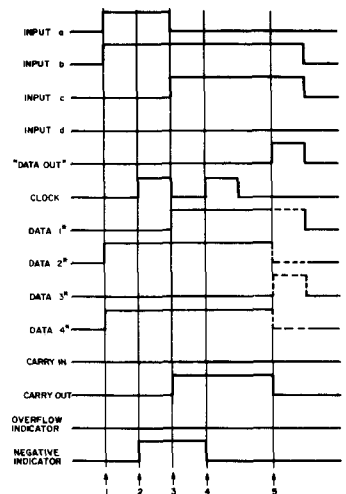 INPUT a
INPUT b
INPUT c
INPUT d
"DATA OUT"
CLOCK
DATA 1*
DATA 2*
DATA 3*
DATA 4*
CARRY IN
CARRY OUT
OVERFLOW
INDICATOR
NEGATIVE
INDICATOR
1 2 3 4 5